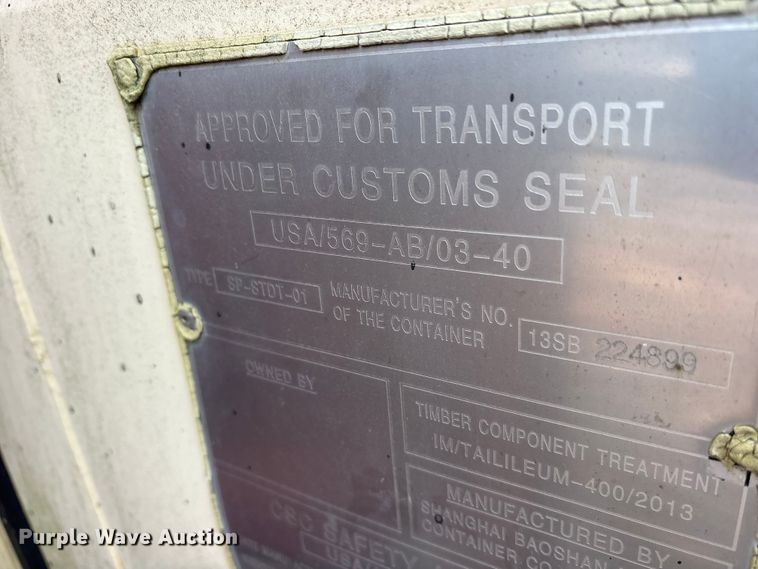 APPROVED FOR TRANSPORT
UNDER CUSTOMS SEAL
USA/569-AB/03-40
TYPE SP-STDT-01 MANUFACTURER'S NO.
OF THE CONTAINER 13SB 224899
OWNED BY
TIMBER COMPONENT TREATMENT
IM/TAILILEUM-400/2013
MANUFACTURED BY
SHANGHAI BAOSHAN
CONTAINER CO
CSC SAFETY
USA/
Purple Wave Auction